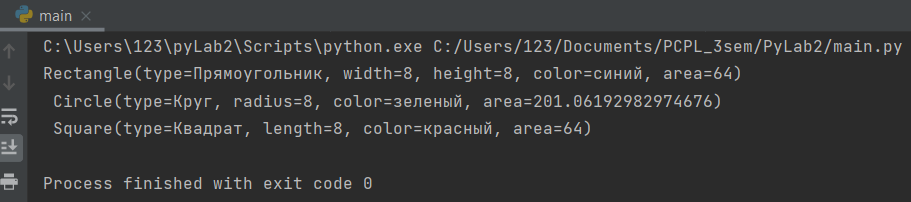 main
C:\Users\123\pyLab2\Scripts\python.exe C:/Users/123/Documents/PCPL_3sem/PyLab2/main.py
Rectangle(type=Прямоугольник, width=8, height=8, color=синий, area=64)
Circle(type=Круг, radius=8, color=зеленый, area=201.06192982974676)
Square(type=Квадрат, length=8, color=красный, area=64)
Process finished with exit code 0